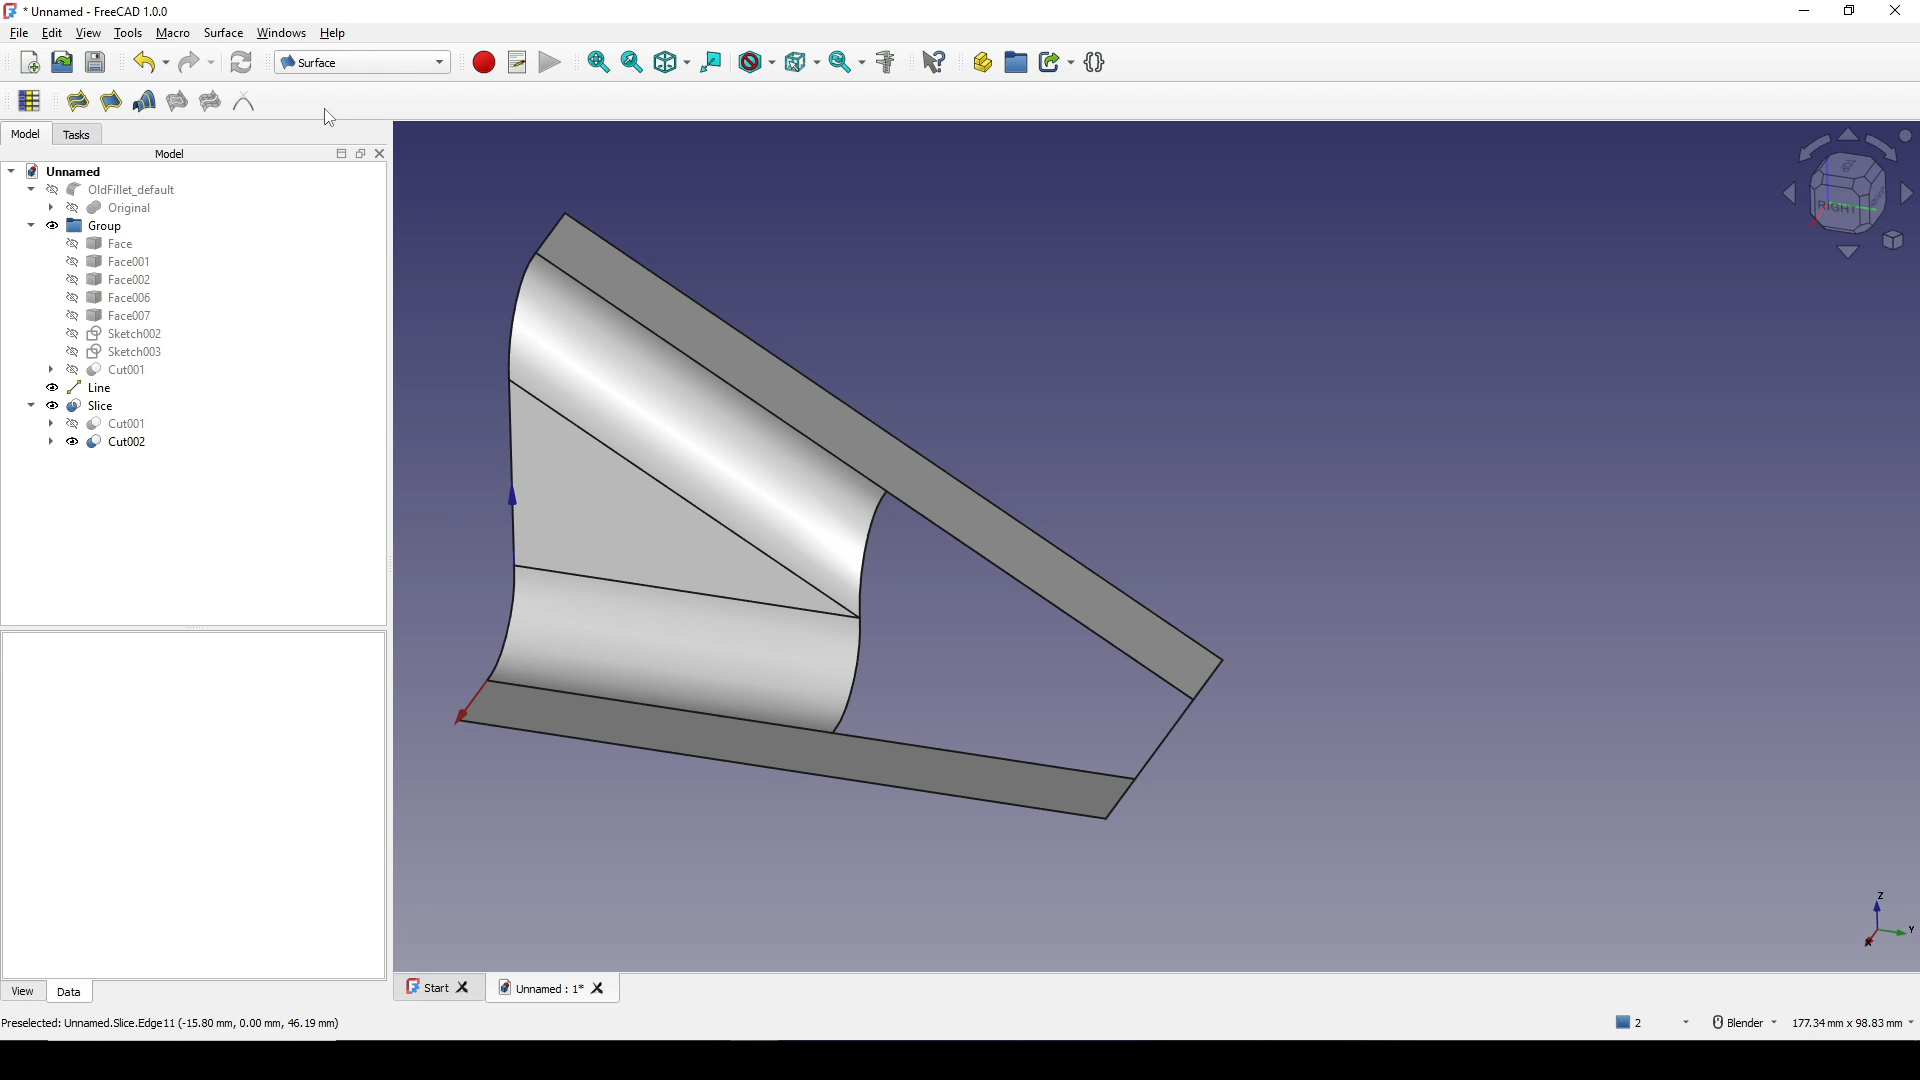 * Unnamed - FreeCAD 1.0.0
File Edit View Tools Macro Surface Windows Help
Surface
Model Tasks
Model
Unnamed
OldFillet_default
Original
Group
Face
Face001
Face002
Face006
Face007
Sketch002
Sketch003
Cut001
Line
Slice
Cut001
Cut002
RIGHT
Z
Y
X
View Data
Start Unnamed : 1*
Preselected: Unnamed.Slice.Edge11 (-15.80 mm, 0.00 mm, 46.19 mm)
2 Blender 177.34 mm x 98.83 mm